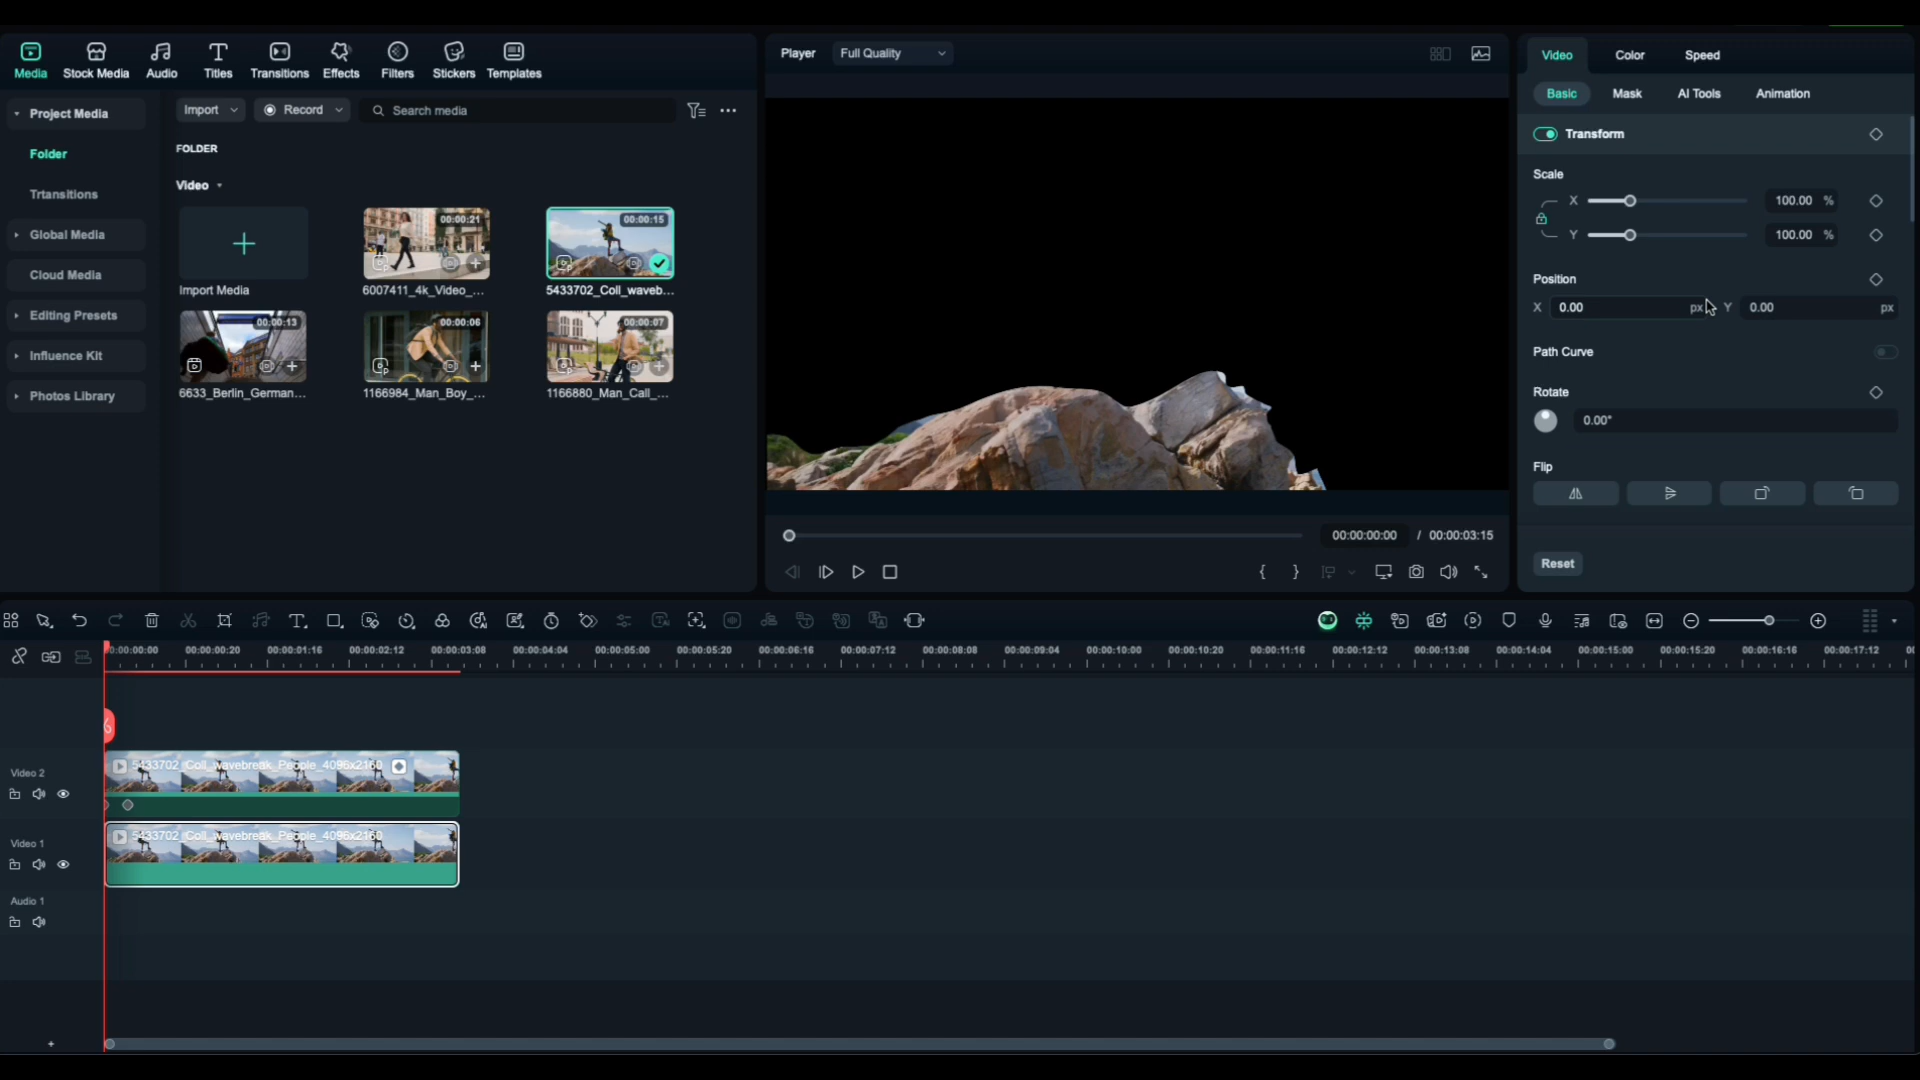 Media
Stock Media
Audio
Titles
Transitions
Effects
Filters
Stickers
Templates
Project Media
Folder
Trtansitions
Global Media
Cloud Media
Editing Presets
Influence Kit
Photos Library
Import
Record
Search media
FOLDER
Video
Import Media
00:00:21
6007411_4k_Video_...
00:00:15
5433702_Coll_waveb...
00:00:13
6633_Berlin_German...
00:00:06
1166984_Man_Boy_...
00:00:07
1166880_Man_Call_...
Player
Full Quality
00:00:00:00 / 00:00:03:15
Video
Color
Speed
Basic
Mask
AI Tools
Animation
Transform
Scale
X 100.00 %
Y 100.00 %
Position
X 0.00 px Y 0.00 px
Path Curve
Rotate
0.00°
Flip
Reset
00:00:00:20
00:00:01:16
00:00:02:12
00:00:03:08
00:00:04:04
00:00:05:00
00:00:05:20
00:00:06:16
00:00:07:12
00:00:08:08
00:00:09:04
00:00:10:00
00:00:10:20
00:00:11:16
00:00:12:12
00:00:13:08
00:00:14:04
00:00:15:00
00:00:15:20
00:00:16:16
00:00:17:12
Video 2
5433702_Coll_wavebreak_People_4096x2160
Video 1
5433702_Coll_wavebreak_People_4096x2160
Audio 1